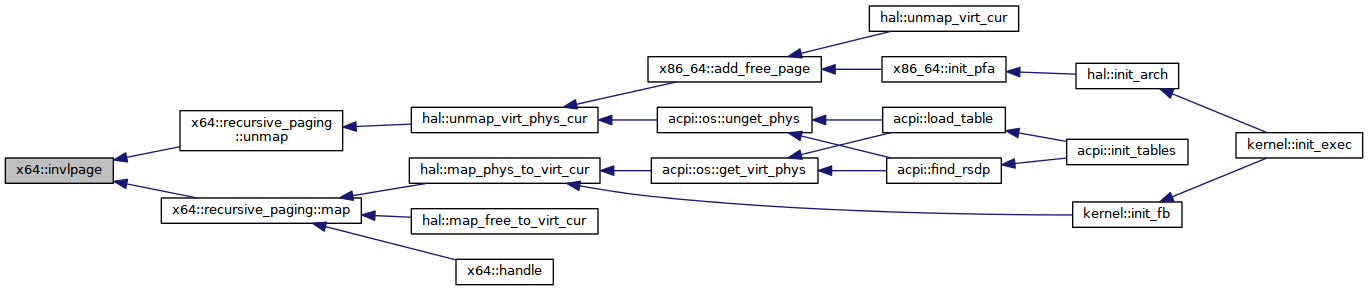 hal::unmap_virt_cur
x86_64::add_free_page
x86_64::init_pfa
hal::init_arch
x64::recursive_paging
::unmap
hal::unmap_virt_phys_cur
acpi::os::unget_phys
acpi::load_table
kernel::init_exec
acpi::init_tables
x64::invlpage
hal::map_phys_to_virt_cur
acpi::os::get_virt_phys
acpi::find_rsdp
x64::recursive_paging::map
hal::map_free_to_virt_cur
kernel::init_fb
x64::handle